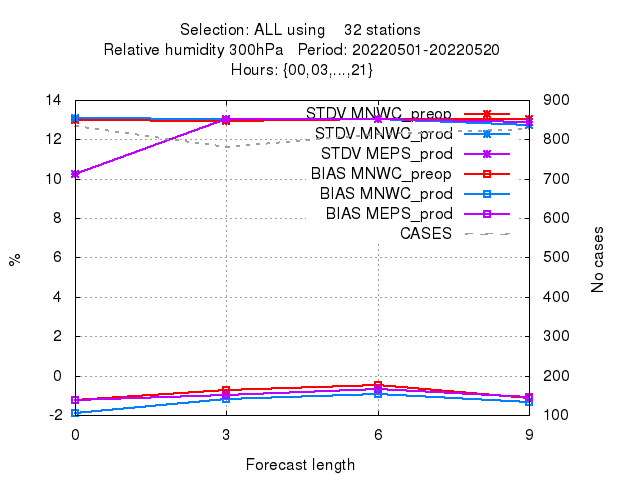 Selection: ALL using    32 stations
Relative humidity 300hPa   Period: 20220501-20220520
Hours: {00,03,...,21}
14
12
10
8
6
4
2
0
-2
%
900
800
700
600
500
400
300
200
100
No cases
STDV MNWC_preop
STDV MNWC_prod
STDV MEPS_prod
BIAS MNWC_preop
BIAS MNWC_prod
BIAS MEPS_prod
CASES
0 3 6 9
Forecast length